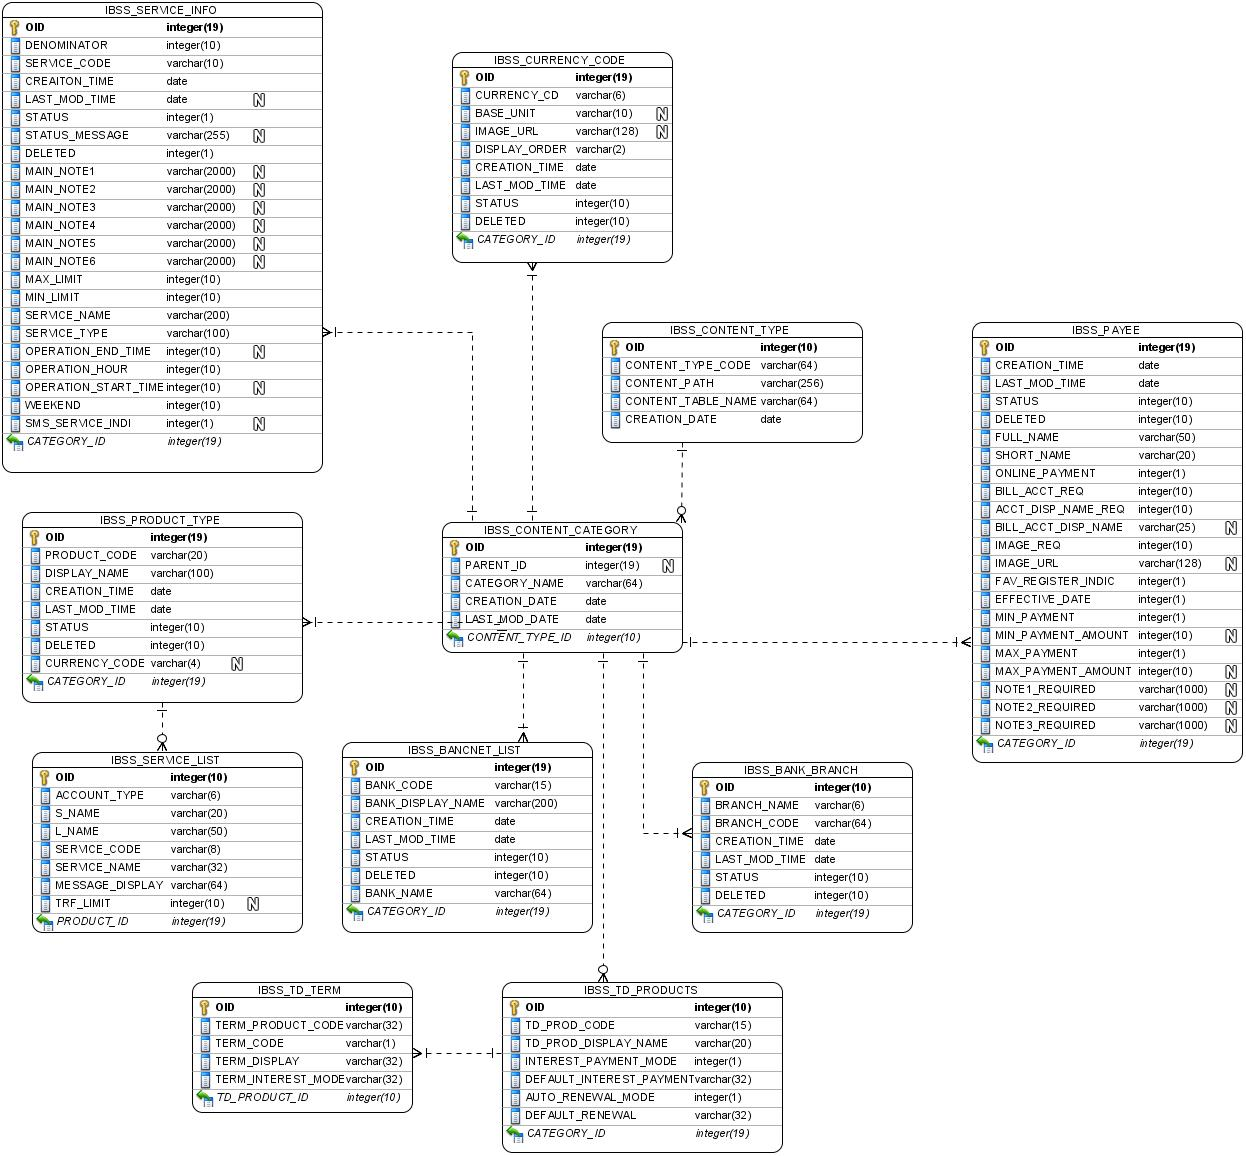 IBSS_SERVICE_INFO
OID integer(19)
DENOMINATOR integer(10)
SERVICE_CODE varchar(10)
CREAITON_TIME date
LAST_MOD_TIME date N
STATUS integer(1)
STATUS_MESSAGE varchar(255) N
DELETED integer(1)
MAIN_NOTE1 varchar(2000) N
MAIN_NOTE2 varchar(2000) N
MAIN_NOTE3 varchar(2000) N
MAIN_NOTE4 varchar(2000) N
MAIN_NOTE5 varchar(2000) N
MAIN_NOTE6 varchar(2000) N
MAX_LIMIT integer(10)
MIN_LIMIT integer(10)
SERVICE_NAME varchar(200)
SERVICE_TYPE varchar(100)
OPERATION_END_TIME integer(10) N
OPERATION_HOUR integer(10)
OPERATION_START_TIME integer(10) N
WEEKEND integer(10)
SMS_SERVICE_INDI integer(1) N
CATEGORY_ID integer(19)
IBSS_CURRENCY_CODE
OID integer(19)
CURRENCY_CD varchar(6)
BASE_UNIT varchar(10) N
IMAGE_URL varchar(128) N
DISPLAY_ORDER varchar(2)
CREATION_TIME date
LAST_MOD_TIME date
STATUS integer(10)
DELETED integer(10)
CATEGORY_ID integer(19)
IBSS_CONTENT_TYPE
OID integer(10)
CONTENT_TYPE_CODE varchar(64)
CONTENT_PATH varchar(256)
CONTENT_TABLE_NAME varchar(64)
CREATION_DATE date
IBSS_PAYEE
OID integer(19)
CREATION_TIME date
LAST_MOD_TIME date
STATUS integer(10)
DELETED integer(10)
FULL_NAME varchar(50)
SHORT_NAME varchar(20)
ONLINE_PAYMENT integer(1)
BILL_ACCT_REQ integer(10)
ACCT_DISP_NAME_REQ integer(10)
BILL_ACCT_DISP_NAME varchar(25) N
IMAGE_REQ integer(10)
IMAGE_URL varchar(128) N
FAV_REGISTER_INDIC integer(1)
EFFECTIVE_DATE integer(1)
MIN_PAYMENT integer(1)
MIN_PAYMENT_AMOUNT integer(10) N
MAX_PAYMENT integer(1)
MAX_PAYMENT_AMOUNT integer(10) N
NOTE1_REQUIRED varchar(1000) N
NOTE2_REQUIRED varchar(1000) N
NOTE3_REQUIRED varchar(1000) N
CATEGORY_ID integer(19)
IBSS_PRODUCT_TYPE
OID integer(19)
PRODUCT_CODE varchar(20)
DISPLAY_NAME varchar(100)
CREATION_TIME date
LAST_MOD_TIME date
STATUS integer(10)
DELETED integer(10)
CURRENCY_CODE varchar(4) N
CATEGORY_ID integer(19)
IBSS_CONTENT_CATEGORY
OID integer(19)
PARENT_ID integer(19) N
CATEGORY_NAME varchar(64)
CREATION_DATE date
LAST_MOD_DATE date
CONTENT_TYPE_ID integer(10)
IBSS_SERVICE_LIST
OID integer(10)
ACCOUNT_TYPE varchar(6)
S_NAME varchar(20)
L_NAME varchar(50)
SERVICE_CODE varchar(8)
SERVICE_NAME varchar(32)
MESSAGE_DISPLAY varchar(64)
TRF_LIMIT integer(10) N
PRODUCT_ID integer(19)
IBSS_BANCNET_LIST
OID integer(19)
BANK_CODE varchar(15)
BANK_DISPLAY_NAME varchar(200)
CREATION_TIME date
LAST_MOD_TIME date
STATUS integer(10)
DELETED integer(10)
BANK_NAME varchar(64)
CATEGORY_ID integer(19)
IBSS_BANK_BRANCH
OID integer(10)
BRANCH_NAME varchar(6)
BRANCH_CODE varchar(64)
CREATION_TIME date
LAST_MOD_TIME date
STATUS integer(10)
DELETED integer(10)
CATEGORY_ID integer(19)
IBSS_TD_TERM
OID integer(10)
TERM_PRODUCT_CODE varchar(32)
TERM_CODE varchar(1)
TERM_DISPLAY varchar(32)
TERM_INTEREST_MODE varchar(32)
TD_PRODUCT_ID integer(10)
IBSS_TD_PRODUCTS
OID integer(10)
TD_PROD_CODE varchar(15)
TD_PROD_DISPLAY_NAME varchar(20)
INTEREST_PAYMENT_MODE integer(1)
DEFAULT_INTEREST_PAYMENT varchar(32)
AUTO_RENEWAL_MODE integer(1)
DEFAULT_RENEWAL varchar(32)
CATEGORY_ID integer(19)